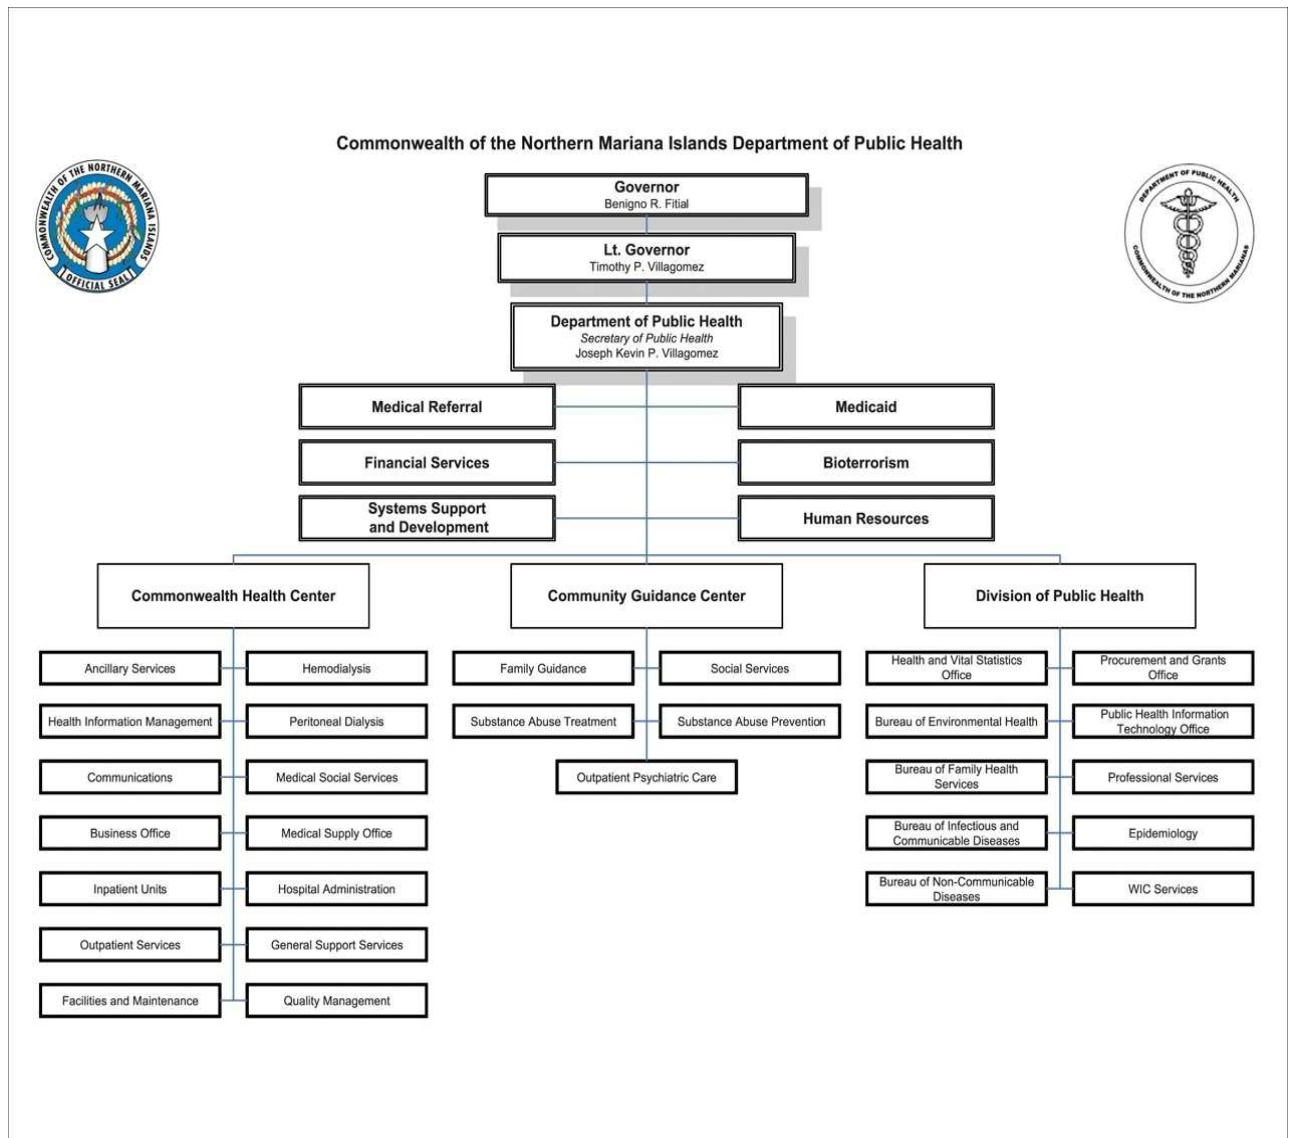 Commonwealth of the Northern Mariana Islands Department of Public Health
COMMONWEALTH OF THE NORTHERN MARIANA ISLANDS
OFFICIAL SEAL
DEPARTMENT OF PUBLIC HEALTH
COMMONWEALTH OF THE NORTHERN MARIANAS
Governor
Benigno R. Fitial
Lt. Governor
Timothy P. Villagomez
Department of Public Health
Secretary of Public Health
Joseph Kevin P. Villagomez
Medical Referral
Medicaid
Financial Services
Bioterrorism
Systems Support
and Development
Human Resources
Commonwealth Health Center
Community Guidance Center
Division of Public Health
Ancillary Services
Hemodialysis
Health Information Management
Peritoneal Dialysis
Communications
Medical Social Services
Business Office
Medical Supply Office
Inpatient Units
Hospital Administration
Outpatient Services
General Support Services
Facilities and Maintenance
Quality Management
Family Guidance
Social Services
Substance Abuse Treatment
Substance Abuse Prevention
Outpatient Psychiatric Care
Health and Vital Statistics
Office
Procurement and Grants
Office
Bureau of Environmental Health
Public Health Information
Technology Office
Bureau of Family Health
Services
Professional Services
Bureau of Infectious and
Communicable Diseases
Epidemiology
Bureau of Non-Communicable
Diseases
WIC Services